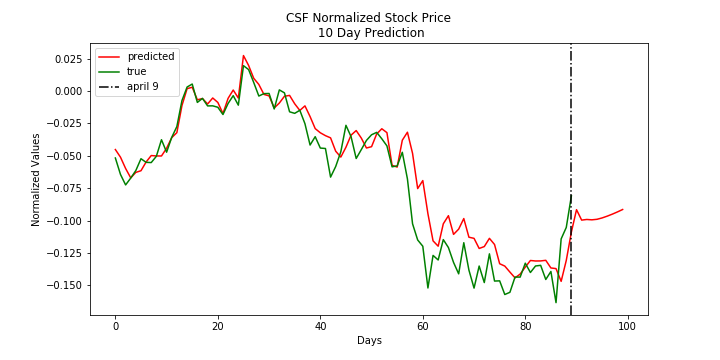 CSF Normalized Stock Price
10 Day Prediction
predicted
true
april 9
0.025
0.000
−0.025
−0.050
−0.075
−0.100
−0.125
−0.150
Normalized Values
0 20 40 60 80 100
Days